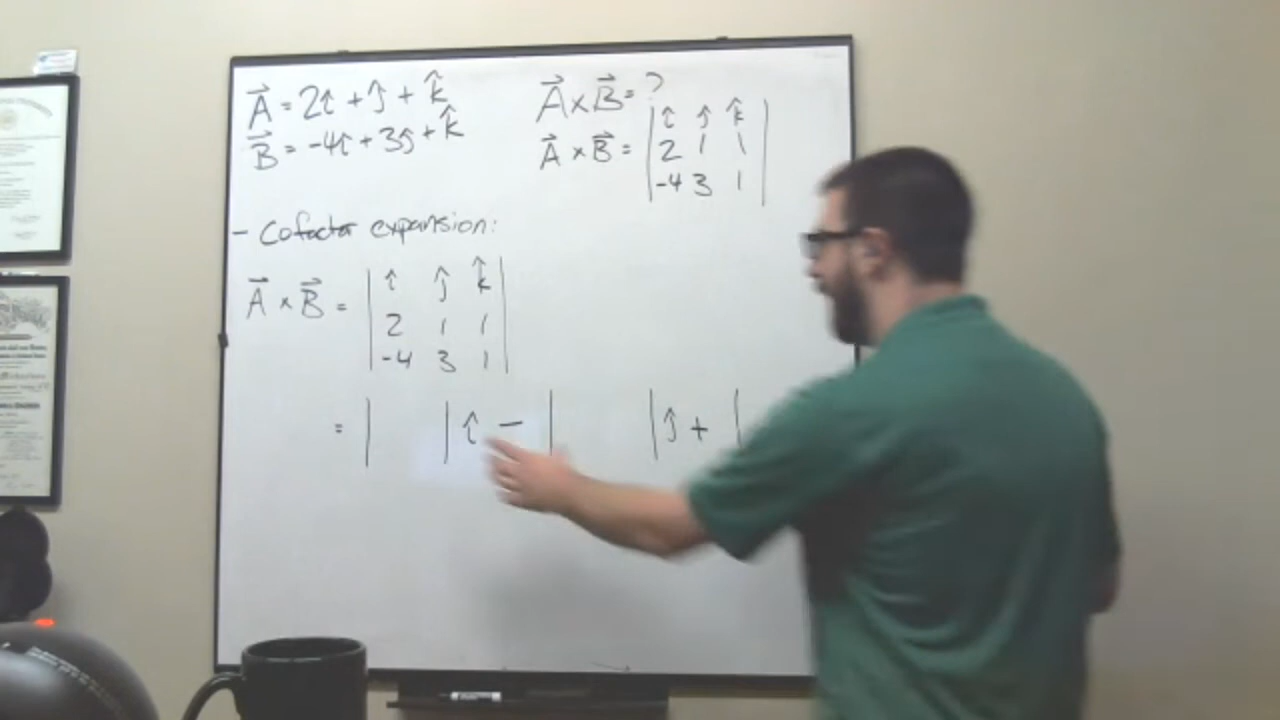 A⃗ = 2î + ĵ + k̂
B⃗ = -4î + 3ĵ + k̂
A⃗ × B⃗ = ?
A⃗ × B⃗ = | î ĵ k̂ |
| 2 1 1 |
| -4 3 1 |
- Cofactor expansion:
A⃗ × B⃗ = | î ĵ k̂ |
| 2 1 1 |
| -4 3 1 |
= | | î - | | ĵ + |